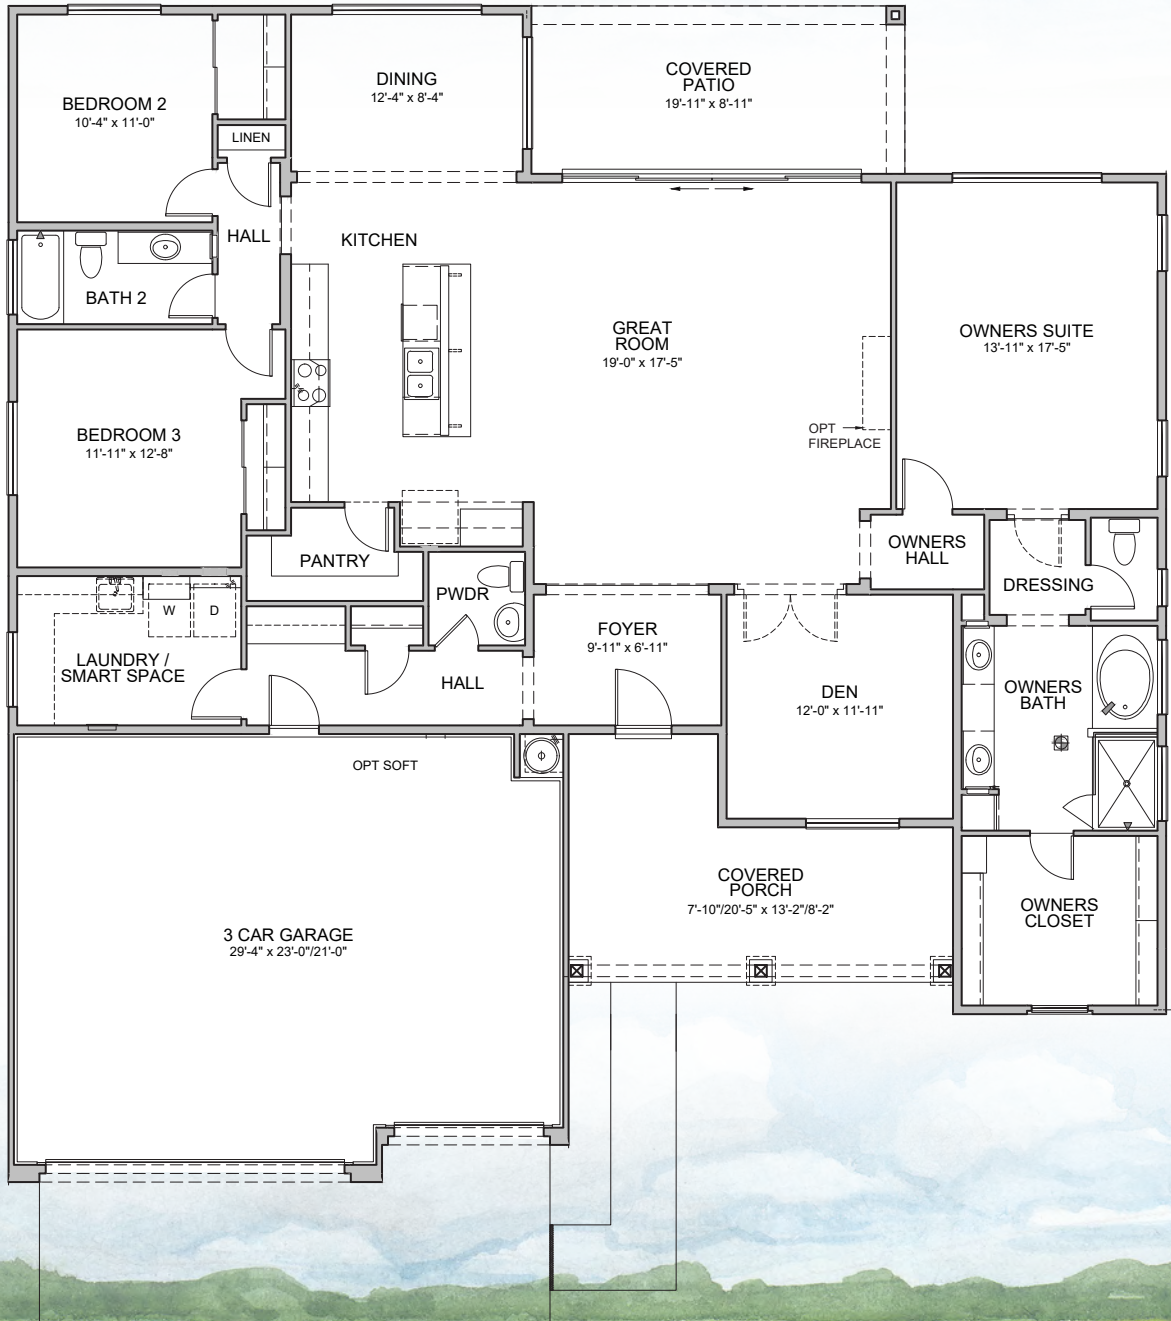 BEDROOM 2
10'-4" x 11'-0"
LINEN
DINING
12'-4" x 8'-4"
COVERED
PATIO
19'-11" x 8'-11"
HALL
KITCHEN
BATH 2
GREAT
ROOM
19'-0" x 17'-5"
OWNERS SUITE
13'-11" x 17'-5"
OPT
FIREPLACE
BEDROOM 3
11'-11" x 12'-8"
PANTRY
OWNERS
HALL
DRESSING
PWDR
W
D
LAUNDRY /
SMART SPACE
HALL
FOYER
9'-11" x 6'-11"
DEN
12'-0" x 11'-11"
OWNERS
BATH
OPT SOFT
3 CAR GARAGE
29'-4" x 23'-0"/21'-0"
COVERED
PORCH
7'-10"/20'-5" x 13'-2"/8'-2"
OWNERS
CLOSET